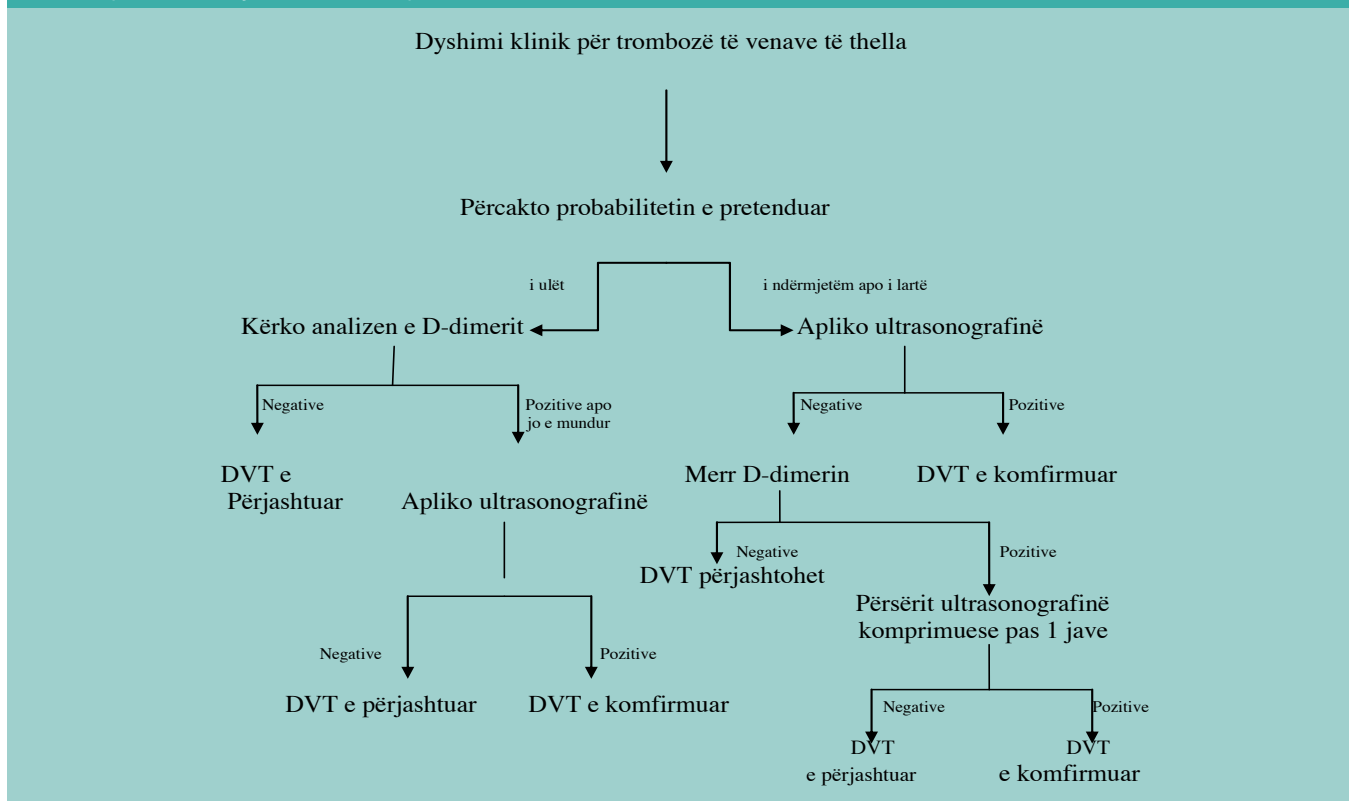 Dyshimi klinik për trombozë të venave të thella
Përcakto probabilitetin e pretenduar
i ulët
i ndërmjetëm apo i lartë
Kërko analizen e D-dimerit
Apliko ultrasonografinë
Negative
Pozitive apo
jo e mundur
Negative
Pozitive
DVT e
Përjashtuar
Apliko ultrasonografinë
Merr D-dimerin
DVT e komfirmuar
Negative
Pozitive
DVT përjashtohet
Përsërit ultrasonografinë
komprimuese pas 1 jave
Negative
Pozitive
DVT e përjashtuar
DVT e komfirmuar
Negative
Pozitive
DVT
e përjashtuar
DVT
e komfirmuar